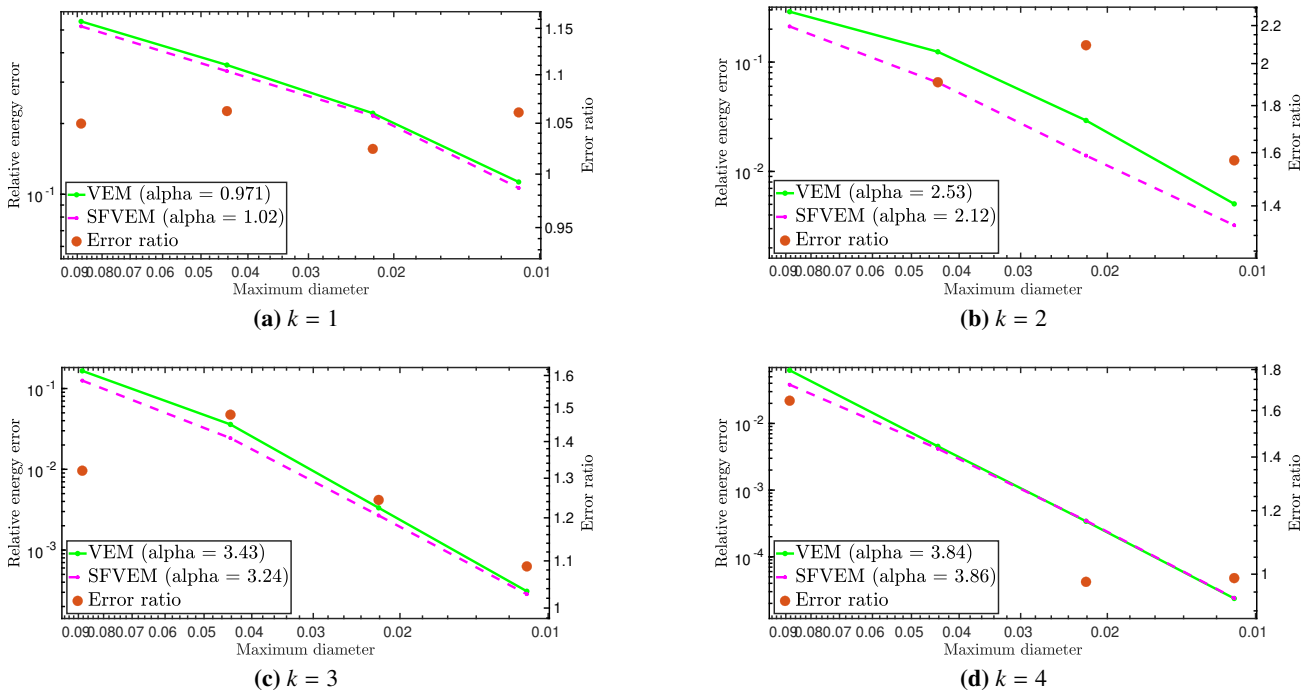 Relative energy error
10^-1
VEM (alpha = 0.971)
SFVEM (alpha = 1.02)
Error ratio
1.15
1.1
1.05
1
0.95
Error ratio
0.09 0.08 0.07 0.06 0.05 0.04 0.03 0.02 0.01
Maximum diameter
(a) k = 1
Relative energy error
10^-1
10^-2
VEM (alpha = 2.53)
SFVEM (alpha = 2.12)
Error ratio
2.2
2
1.8
1.6
1.4
Error ratio
0.09 0.08 0.07 0.06 0.05 0.04 0.03 0.02 0.01
Maximum diameter
(b) k = 2
Relative energy error
10^-1
10^-2
10^-3
VEM (alpha = 3.43)
SFVEM (alpha = 3.24)
Error ratio
1.6
1.5
1.4
1.3
1.2
1.1
1
Error ratio
0.09 0.08 0.07 0.06 0.05 0.04 0.03 0.02 0.01
Maximum diameter
(c) k = 3
Relative energy error
10^-2
10^-3
10^-4
VEM (alpha = 3.84)
SFVEM (alpha = 3.86)
Error ratio
1.8
1.6
1.4
1.2
1
Error ratio
0.09 0.08 0.07 0.06 0.05 0.04 0.03 0.02 0.01
Maximum diameter
(d) k = 4